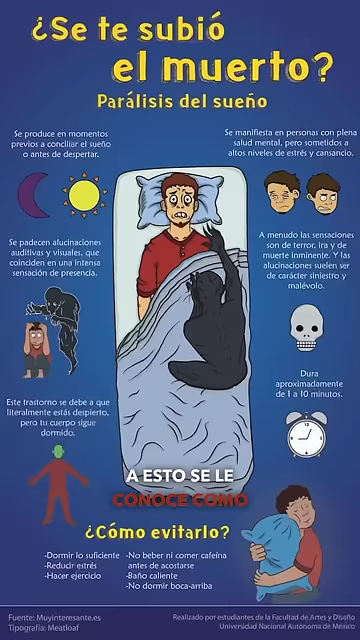 ¿Se te subió
el muerto?
Parálisis del sueño
Se produce en momentos
previos a conciliar el sueño
o antes de despertar.
Se manifiesta en personas con plena
salud mental, pero sometidos a
altos niveles de estrés y cansancio.
Se padecen alucinaciones
auditivas y visuales, que
coinciden en una intensa
sensación de presencia.
A menudo las sensaciones
son de terror, ira y de
muerte inminente. Y las
alucinaciones suelen ser
de carácter siniestro y
malévolo.
Dura
aproximadamente
de 1 a 10 minutos.
Este trastorno se debe a que
literalmente estás despierto,
pero tu cuerpo sigue
dormido.
A ESTO SE LE
CONOCE COMO
¿Cómo evitarlo?
-Dormir lo suficiente
-Reducir estrés
-Hacer ejercicio
-No beber ni comer cafeína
antes de acostarse
-Baño caliente
-No dormir boca-arriba
Fuente: Muyinteresante.es
Tipografía: Meatloaf
Realizado por estudiantes de la Facultad de Artes y Diseño
Universidad Nacional Autónoma de México